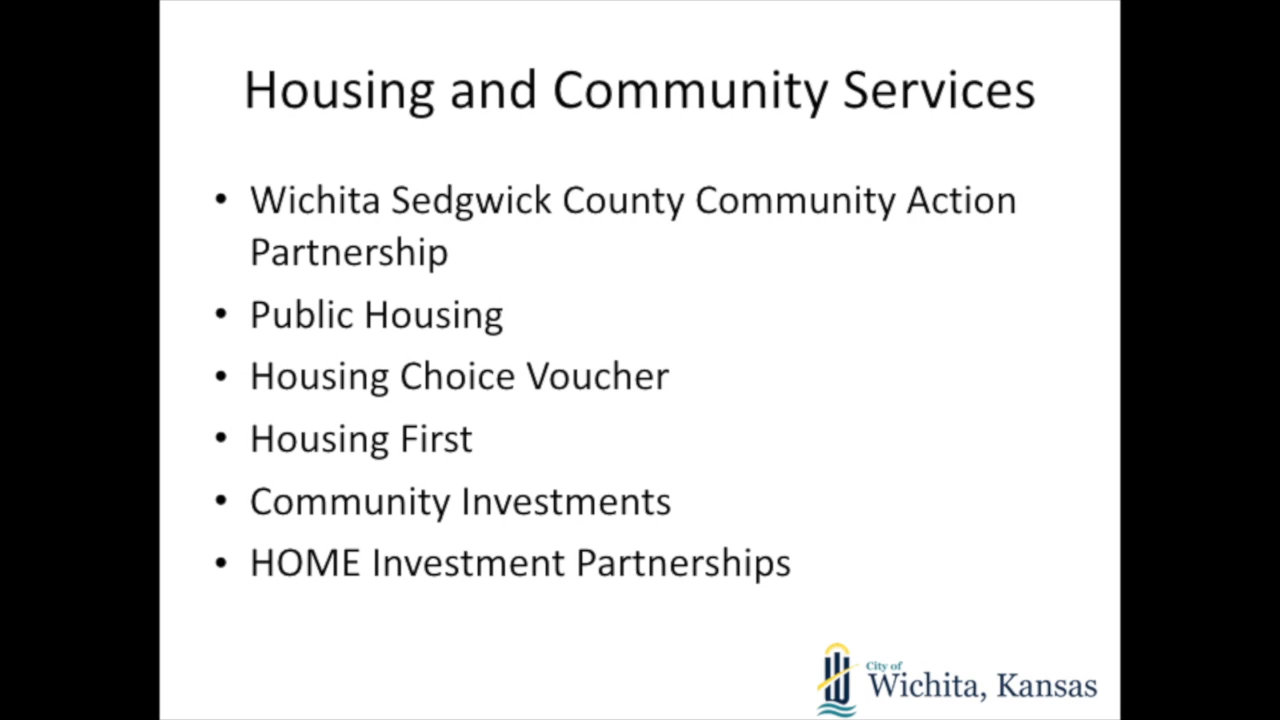 Housing and Community Services
• Wichita Sedgwick County Community Action
Partnership
• Public Housing
• Housing Choice Voucher
• Housing First
• Community Investments
• HOME Investment Partnerships
City of
Wichita, Kansas